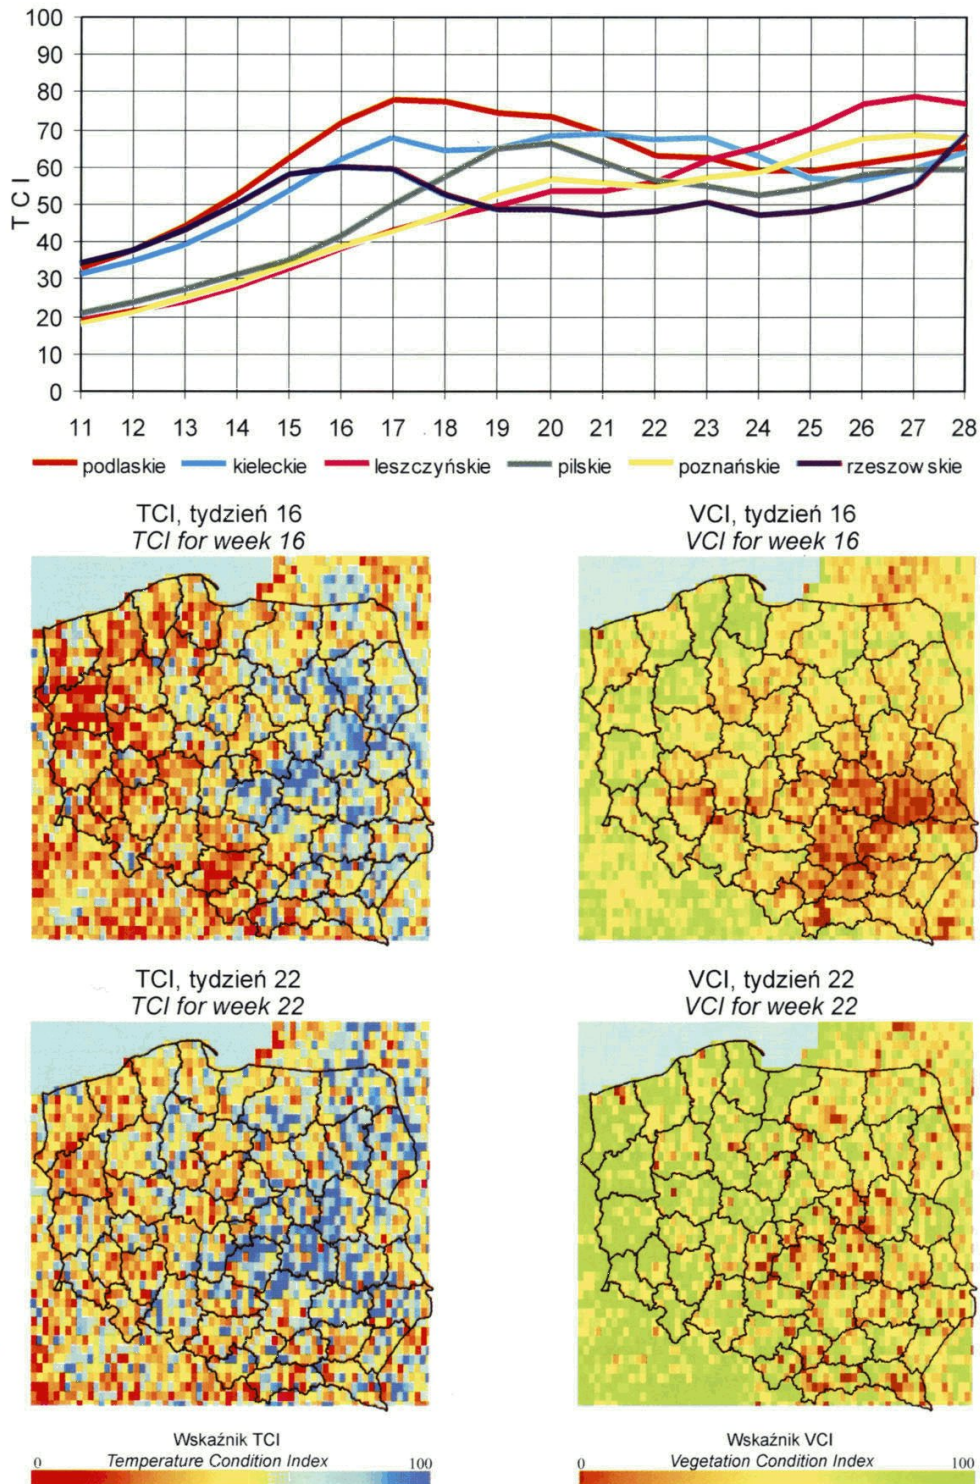 100
90
80
70
60
50
40
30
20
10
0
TCI
11 12 13 14 15 16 17 18 19 20 21 22 23 24 25 26 27 28
podlaskie kieleckie leszczyńskie pilskie poznańskie rzeszowskie
TCI, tydzień 16
TCI for week 16
VCI, tydzień 16
VCI for week 16
TCI, tydzień 22
TCI for week 22
VCI, tydzień 22
VCI for week 22
Wskaźnik TCI
0 Temperature Condition Index 100
Wskaźnik VCI
0 Vegetation Condition Index 100